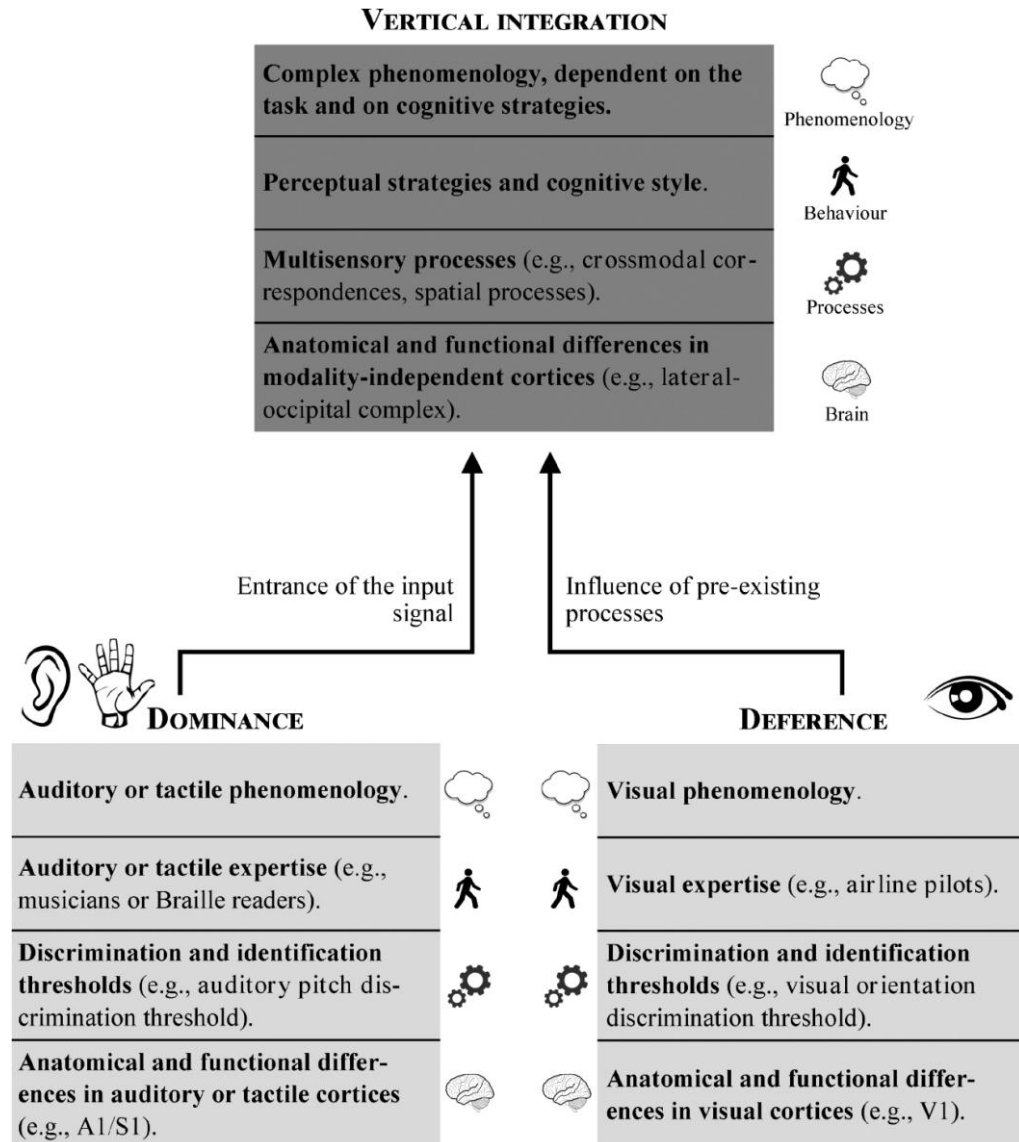 VERTICAL INTEGRATION
Complex phenomenology, dependent on the
task and on cognitive strategies.
Phenomenology
Perceptual strategies and cognitive style.
Behaviour
Multisensory processes (e.g., crossmodal cor-
respondences, spatial processes).
Processes
Anatomical and functional differences in
modality-independent cortices (e.g., lateral-
occipital complex).
Brain
Entrance of the input
signal
Influence of pre-existing
processes
DOMINANCE
Auditory or tactile phenomenology.
Auditory or tactile expertise (e.g.,
musicians or Braille readers).
Discrimination and identification
thresholds (e.g., auditory pitch dis-
crimination threshold).
Anatomical and functional differ-
ences in auditory or tactile cortices
(e.g., A1/S1).
DEFERENCE
Visual phenomenology.
Visual expertise (e.g., airline pilots).
Discrimination and identification
thresholds (e.g., visual orientation
discrimination threshold).
Anatomical and functional differ-
ences in visual cortices (e.g., V1).